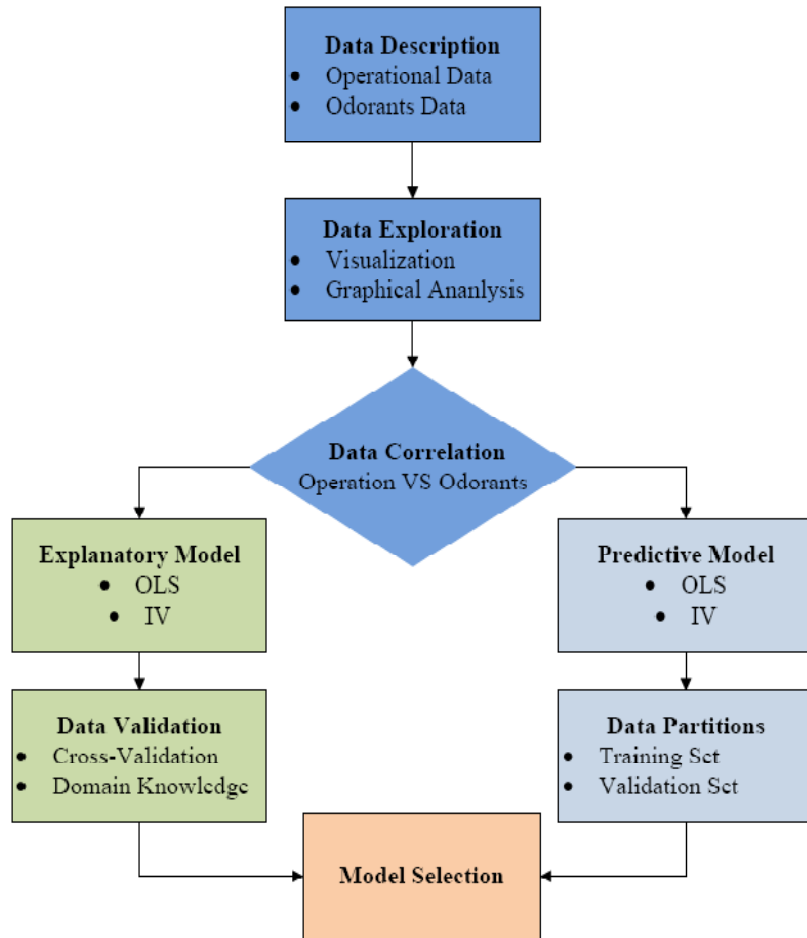 Data Description
• Operational Data
• Odorants Data
Data Exploration
• Visualization
• Graphical Ananlysis
Data Correlation
Operation VS Odorants
Explanatory Model
• OLS
• IV
Predictive Model
• OLS
• IV
Data Validation
• Cross-Validation
• Domain Knowledge
Data Partitions
• Training Set
• Validation Set
Model Selection